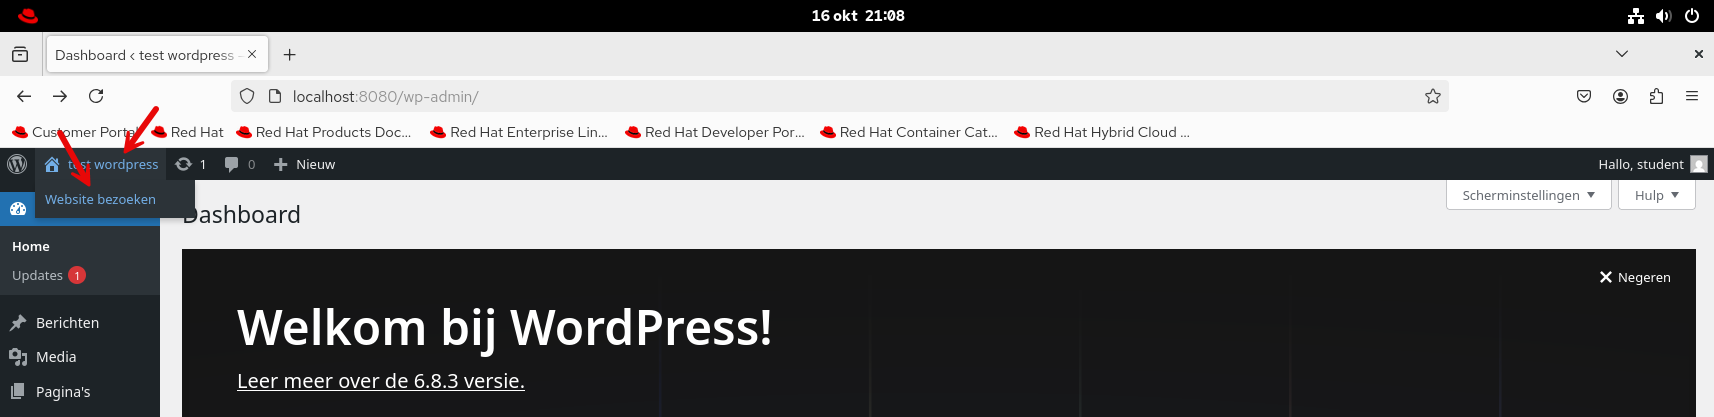 16 okt 21:08
Dashboard ‹ test wordpress –
localhost:8080/wp-admin/
Customer Portal Red Hat Red Hat Products Doc... Red Hat Enterprise Lin... Red Hat Developer Por... Red Hat Container Cat... Red Hat Hybrid Cloud ...
test wordpress 1 0 Nieuw Hallo, student
Website bezoeken
Scherminstellingen Hulp
Dashboard
Home
Updates 1
Negeren
Berichten
Media
Pagina's
Welkom bij WordPress!
Leer meer over de 6.8.3 versie.